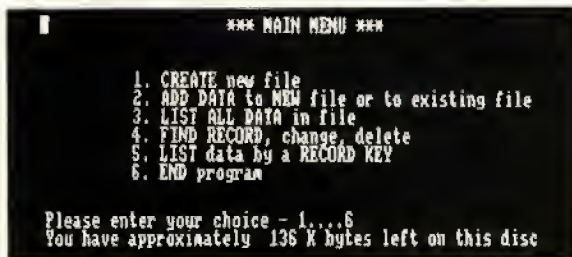 *** MAIN MENU ***
1. CREATE new file
2. ADD DATA to NEW file or to existing file
3. LIST ALL DATA in file
4. FIND RECORD, change, delete
5. LIST data by a RECORD KEY
6. END program
Please enter your choice - 1....6
You have approximately 136 K bytes left on this disc